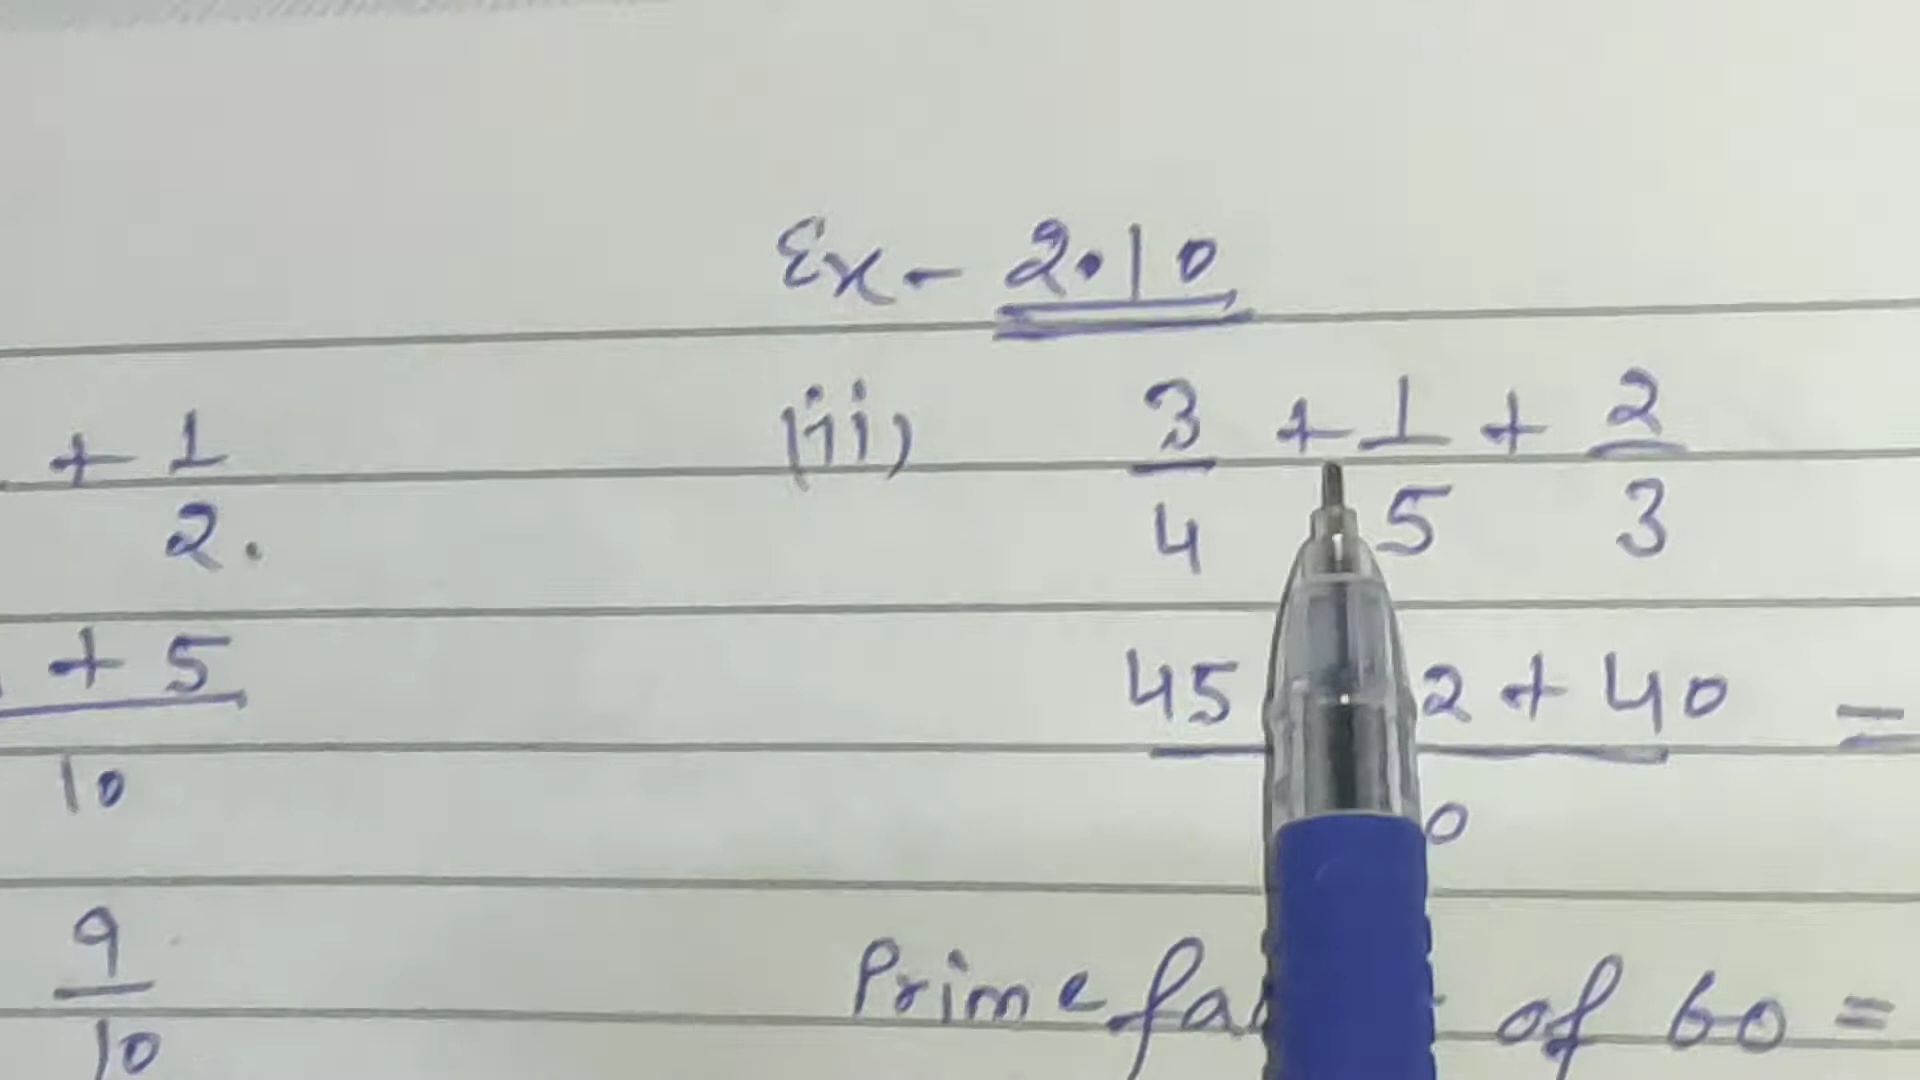 Ex - 2.10
+ 1/2.
(ii) 3/4 + 1/5 + 2/3
+ 5
10
45 2 + 40 =
0
9/10
Prime of 60 =